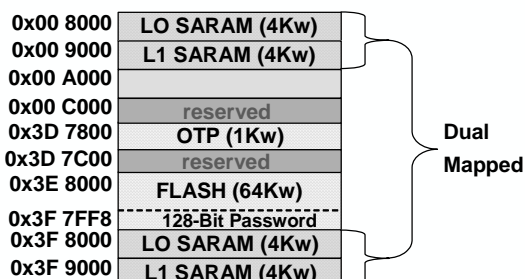 0x00 8000 LO SARAM (4Kw)
0x00 9000 L1 SARAM (4Kw)
0x00 A000
0x00 C000 reserved
0x3D 7800 OTP (1Kw)
0x3D 7C00 reserved
0x3E 8000 FLASH (64Kw)
0x3F 7FF8 128-Bit Password
0x3F 8000 LO SARAM (4Kw)
0x3F 9000 L1 SARAM (4Kw)
Dual
Mapped